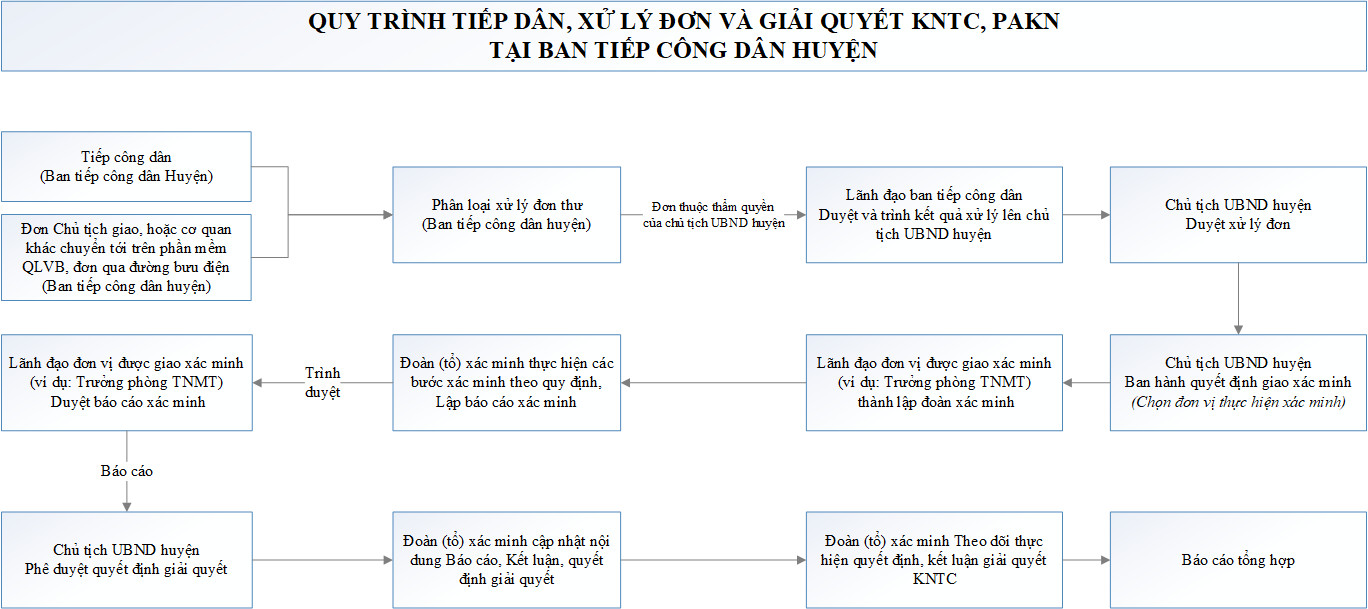 QUY TRÌNH TIẾP DÂN, XỬ LÝ ĐƠN VÀ GIẢI QUYẾT KNTC, PAKN
TẠI BAN TIẾP CÔNG DÂN HUYỆN
Tiếp công dân
(Ban tiếp công dân Huyện)
Đơn Chủ tịch giao, hoặc cơ quan
khác chuyển tới trên phần mềm
QLVB, đơn qua đường bưu điện
(Ban tiếp công dân huyện)
Phân loại xử lý đơn thư
(Ban tiếp công dân huyện)
Đơn thuộc thẩm quyền
của chủ tịch UBND huyện
Lãnh đạo ban tiếp công dân
Duyệt và trình kết quả xử lý lên chủ
tịch UBND huyện
Chủ tịch UBND huyện
Duyệt xử lý đơn
Chủ tịch UBND huyện
Ban hành quyết định giao xác minh
(Chọn đơn vị thực hiện xác minh)
Lãnh đạo đơn vị được giao xác minh
(ví dụ: Trưởng phòng TNMT)
thành lập đoàn xác minh
Đoàn (tổ) xác minh thực hiện các
bước xác minh theo quy định,
Lập báo cáo xác minh
Trình
duyệt
Lãnh đạo đơn vị được giao xác minh
(ví dụ: Trưởng phòng TNMT)
Duyệt báo cáo xác minh
Báo cáo
Chủ tịch UBND huyện
Phê duyệt quyết định giải quyết
Đoàn (tổ) xác minh cập nhật nội
dung Báo cáo, Kết luận, quyết
định giải quyết
Đoàn (tổ) xác minh Theo dõi thực
hiện quyết định, kết luận giải quyết
KNTC
Báo cáo tổng hợp